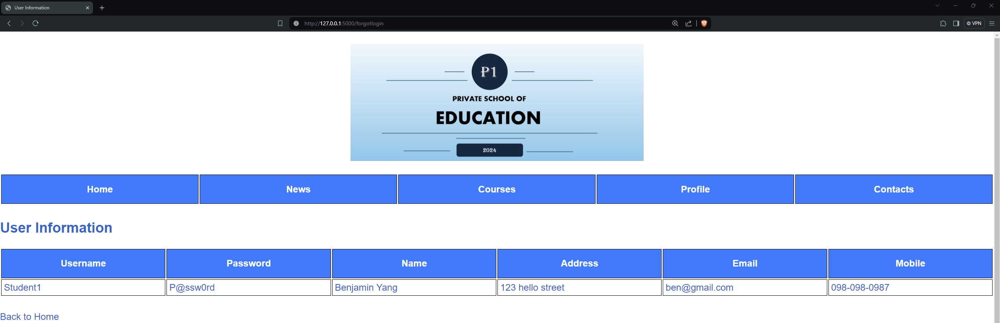 User Information
http://127.0.0.1:5000/forgotlogin
VPN
P1
PRIVATE SCHOOL OF
EDUCATION
2024
Home News Courses Profile Contacts
User Information
Username Password Name Address Email Mobile
Student1 P@ssw0rd Benjamin Yang 123 hello street ben@gmail.com 098-098-0987
Back to Home